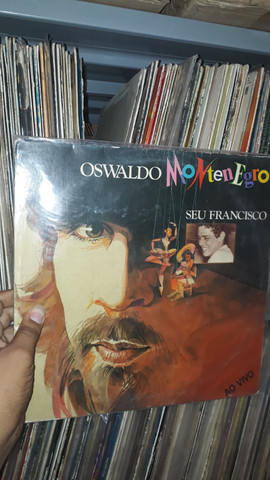 OSWALDO MONtENEgro
SEU FRANCISCO
AO VIVO